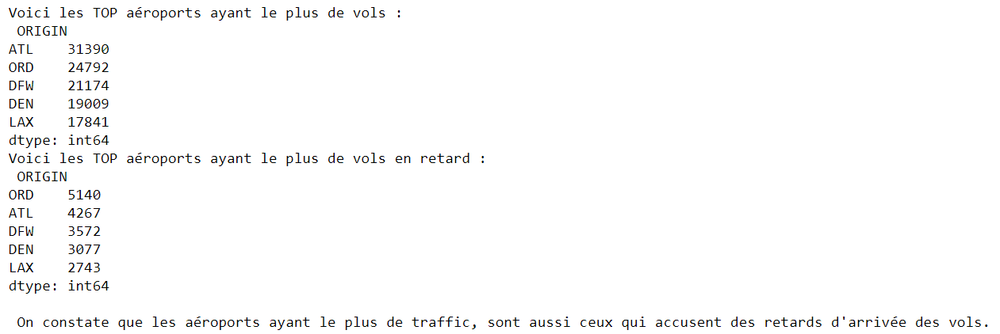 Voici les TOP aéroports ayant le plus de vols :
ORIGIN
ATL    31390
ORD    24792
DFW    21174
DEN    19009
LAX    17841
dtype: int64
Voici les TOP aéroports ayant le plus de vols en retard :
ORIGIN
ORD    5140
ATL    4267
DFW    3572
DEN    3077
LAX    2743
dtype: int64
On constate que les aéroports ayant le plus de traffic, sont aussi ceux qui accusent des retards d'arrivée des vols.